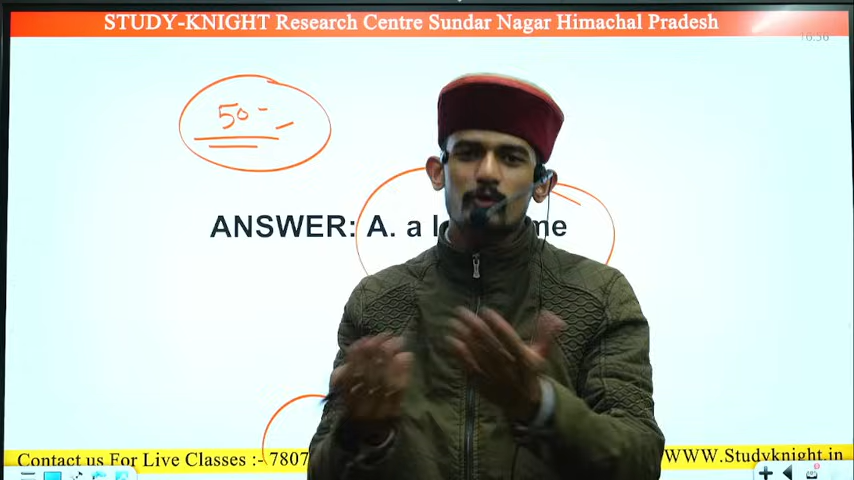 STUDY-KNIGHT Research Centre Sundar Nagar Himachal Pradesh
16:56
50
ANSWER: A. a l me
Contact us For Live Classes :- 7807 WWW.Studyknight.in